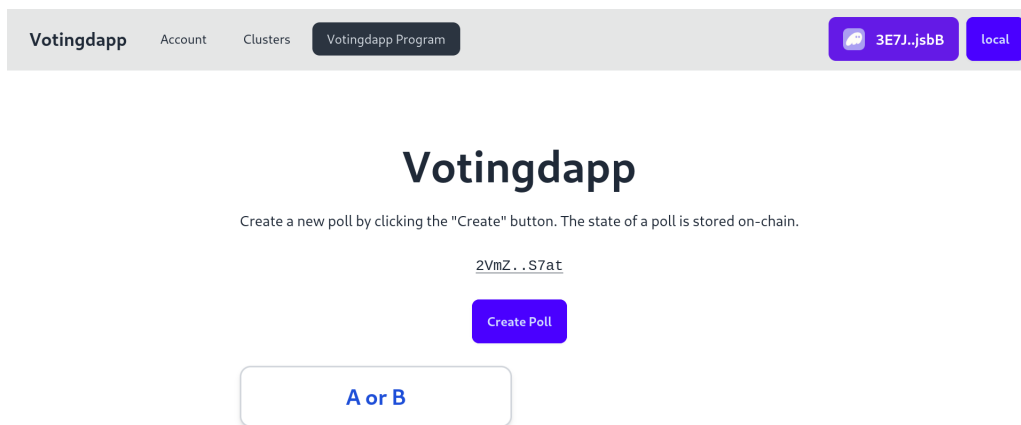 Votingdapp Account Clusters Votingdapp Program 3E7J..jsbB local
Votingdapp
Create a new poll by clicking the "Create" button. The state of a poll is stored on-chain.
2VmZ..S7at
Create Poll
A or B